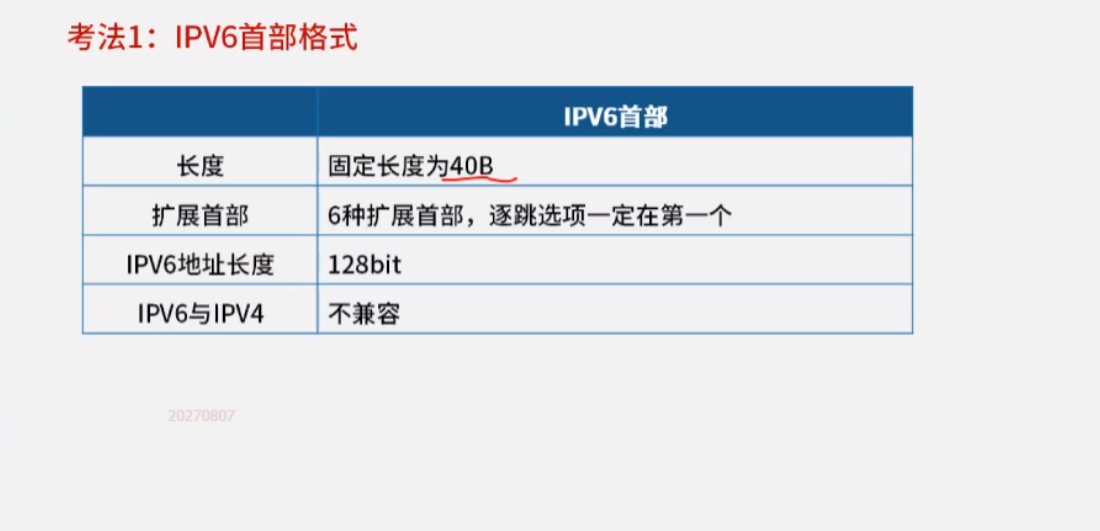 考法1：IPV6首部格式
IPV6首部
长度 固定长度为40B
扩展首部 6种扩展首部，逐跳选项一定在第一个
IPV6地址长度 128bit
IPV6与IPV4 不兼容
20270807